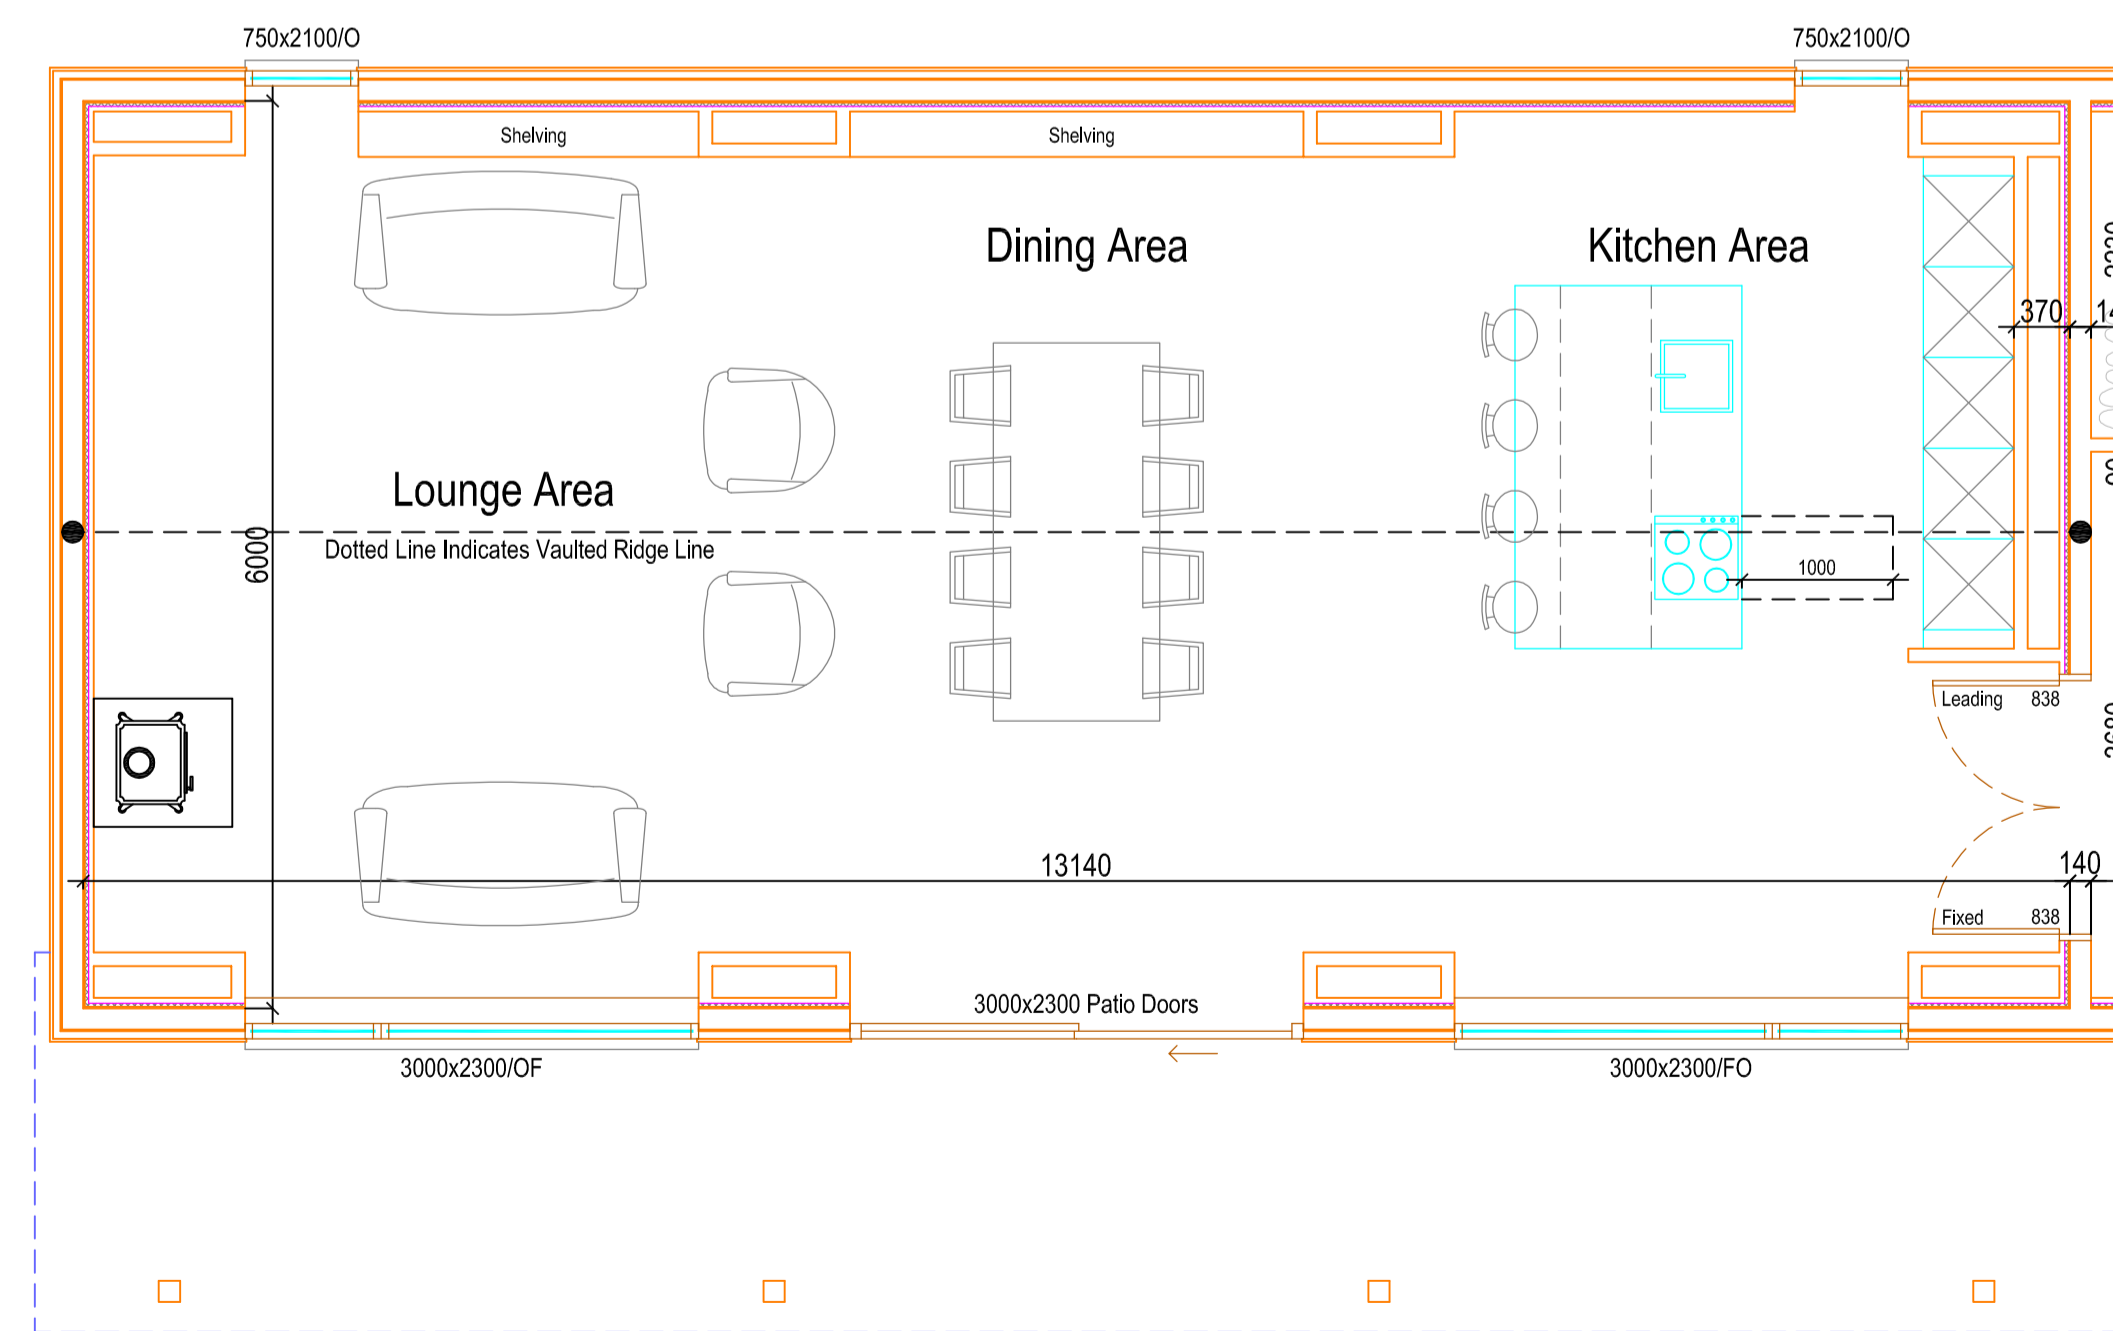 750x2100/O
750x2100/O
Shelving
Shelving
Dining Area
Kitchen Area
370
Lounge Area
6000
Dotted Line Indicates Vaulted Ridge Line
1000
Leading 838
13140
140
Fixed 838
3000x2300 Patio Doors
3000x2300/OF
3000x2300/FO